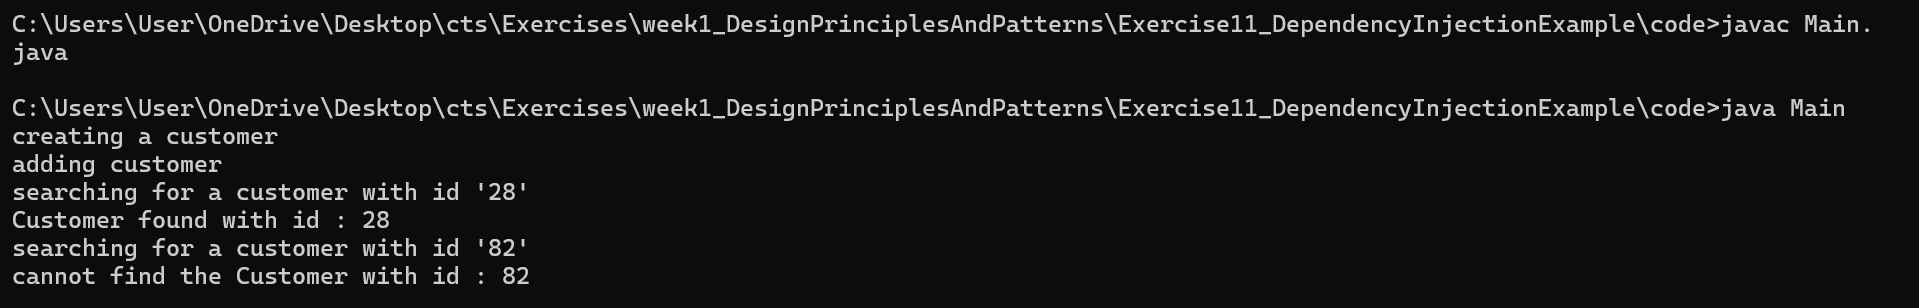 C:\Users\User\OneDrive\Desktop\cts\Exercises\week1_DesignPrinciplesAndPatterns\Exercise11_DependencyInjectionExample\code>javac Main.
java
C:\Users\User\OneDrive\Desktop\cts\Exercises\week1_DesignPrinciplesAndPatterns\Exercise11_DependencyInjectionExample\code>java Main
creating a customer
adding customer
searching for a customer with id '28'
Customer found with id : 28
searching for a customer with id '82'
cannot find the Customer with id : 82